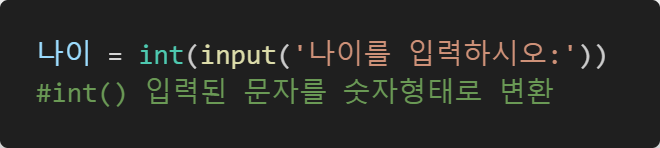 나이 = int(input('나이를 입력하시오:'))
#int() 입력된 문자를 숫자형태로 변환